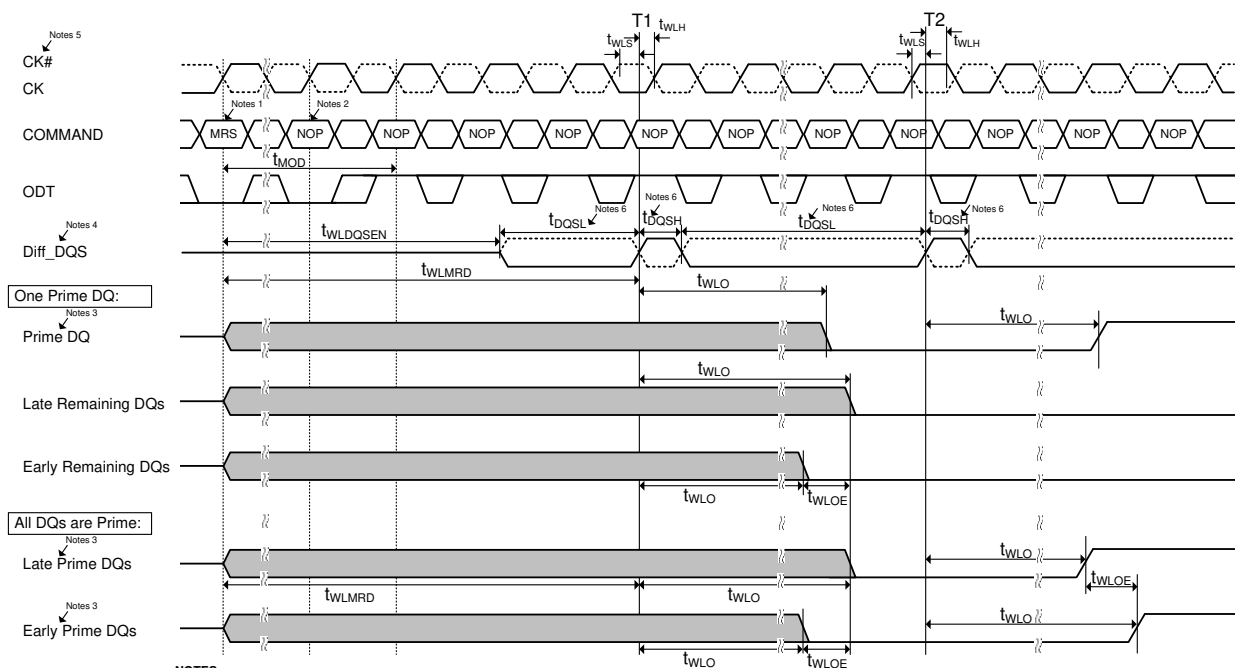 T1 T2
Notes 5
tWLS tWLH tWLS tWLH
CK#
CK
Notes 1 Notes 2
COMMAND MRS NOP NOP NOP NOP NOP NOP NOP NOP NOP NOP NOP
tMOD
ODT
Notes 4
tDQSL Notes 6 tDQSH Notes 6 tDQSL Notes 6 tDQSH Notes 6
tWLDQSEN
Diff_DQS
tWLMRD
tWLO
One Prime DQ:
Notes 3
tWLO
Prime DQ
tWLO
Late Remaining DQs
Early Remaining DQs
tWLO tWLOE
All DQs are Prime:
Notes 3
tWLO
Late Prime DQs
tWLOE
tWLMRD tWLO
Notes 3
tWLO
Early Prime DQs
tWLO tWLOE